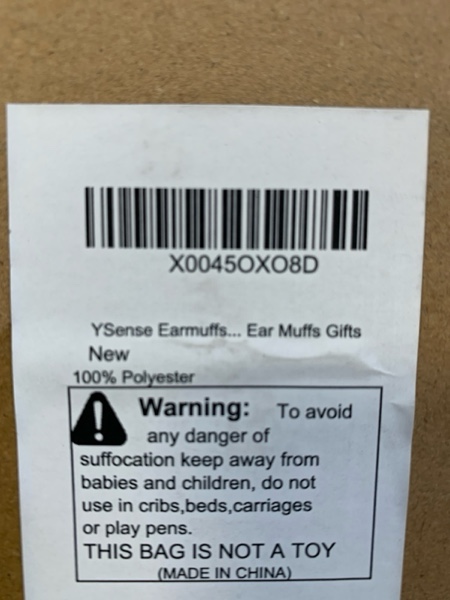 X0045OXO8D
YSense Earmuffs... Ear Muffs Gifts
New
100% Polyester
Warning: To avoid
any danger of
suffocation keep away from
babies and children, do not
use in cribs,beds,carriages
or play pens.
THIS BAG IS NOT A TOY
(MADE IN CHINA)